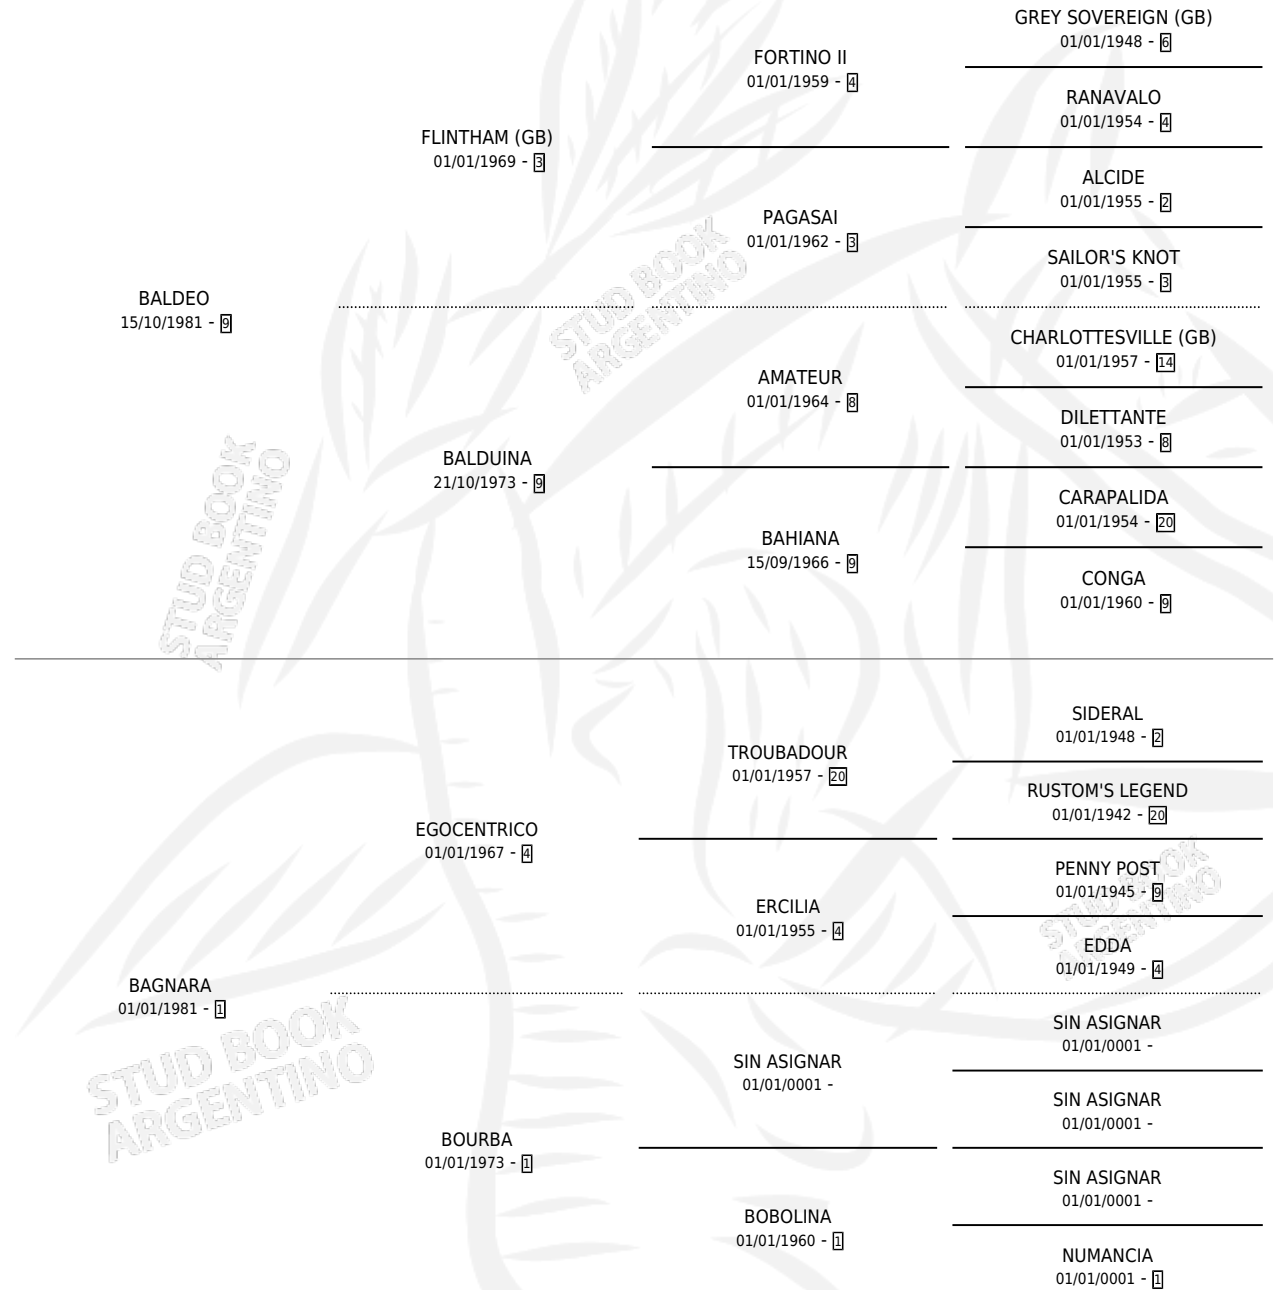 GREY SOVEREIGN (GB)
01/01/1948 - 6
FORTINO II
01/01/1959 - 4
RANAVALO
01/01/1954 - 4
FLINTHAM (GB)
01/01/1969 - 3
ALCIDE
01/01/1955 - 2
PAGASAI
01/01/1962 - 3
SAILOR'S KNOT
01/01/1955 - 3
BALDEO
15/10/1981 - 9
CHARLOTTESVILLE (GB)
01/01/1957 - 14
AMATEUR
01/01/1964 - 8
DILETTANTE
01/01/1953 - 8
BALDUINA
21/10/1973 - 9
CARAPALIDA
01/01/1954 - 20
BAHIANA
15/09/1966 - 9
CONGA
01/01/1960 - 9
SIDERAL
01/01/1948 - 2
TROUBADOUR
01/01/1957 - 20
RUSTOM'S LEGEND
01/01/1942 - 20
EGOCENTRICO
01/01/1967 - 4
PENNY POST
01/01/1945 - 9
ERCILIA
01/01/1955 - 4
EDDA
01/01/1949 - 4
BAGNARA
01/01/1981 - 1
SIN ASIGNAR
01/01/0001 -
SIN ASIGNAR
01/01/0001 -
SIN ASIGNAR
01/01/0001 -
BOURBA
01/01/1973 - 1
SIN ASIGNAR
01/01/0001 -
BOBOLINA
01/01/1960 - 1
NUMANCIA
01/01/0001 - 1
STUD BOOK
ARGENTINO
STUD BOOK
ARGENTINO
STUD BOOK
ARGENTINO
STUD BOOK
ARGENTINO